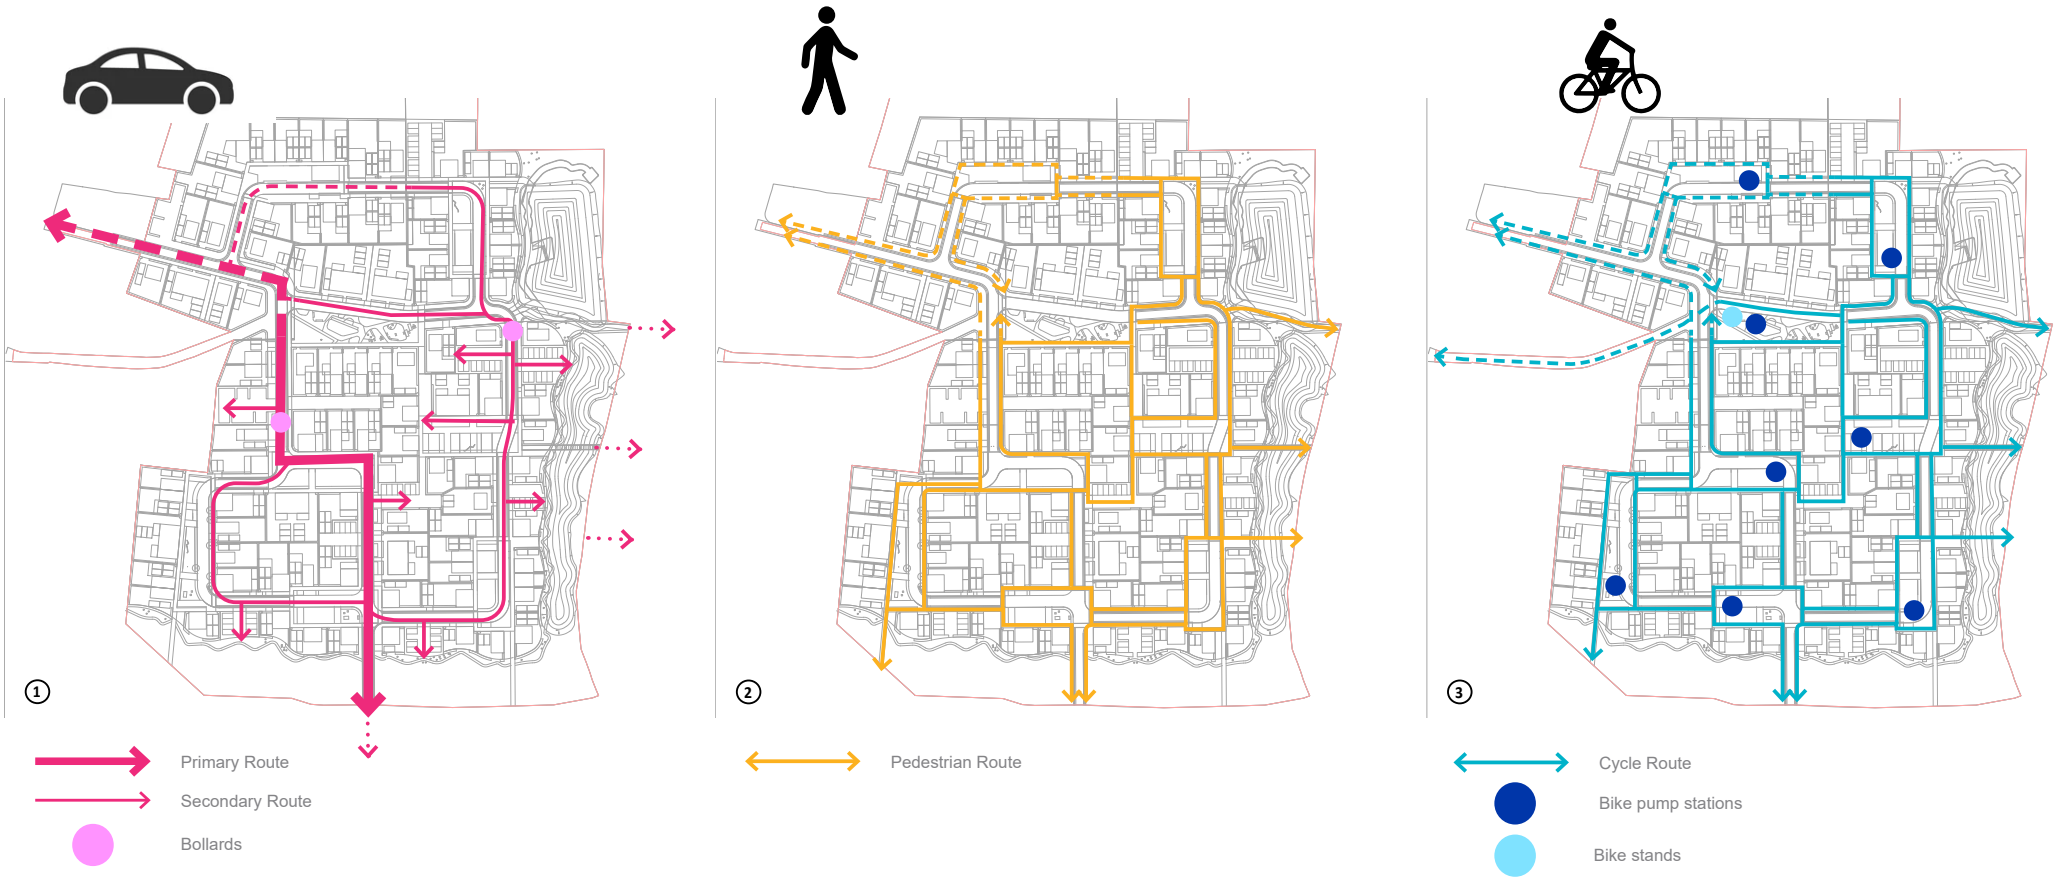 1
2
3
Primary Route
Secondary Route
Bollards
Pedestrian Route
Cycle Route
Bike pump stations
Bike stands